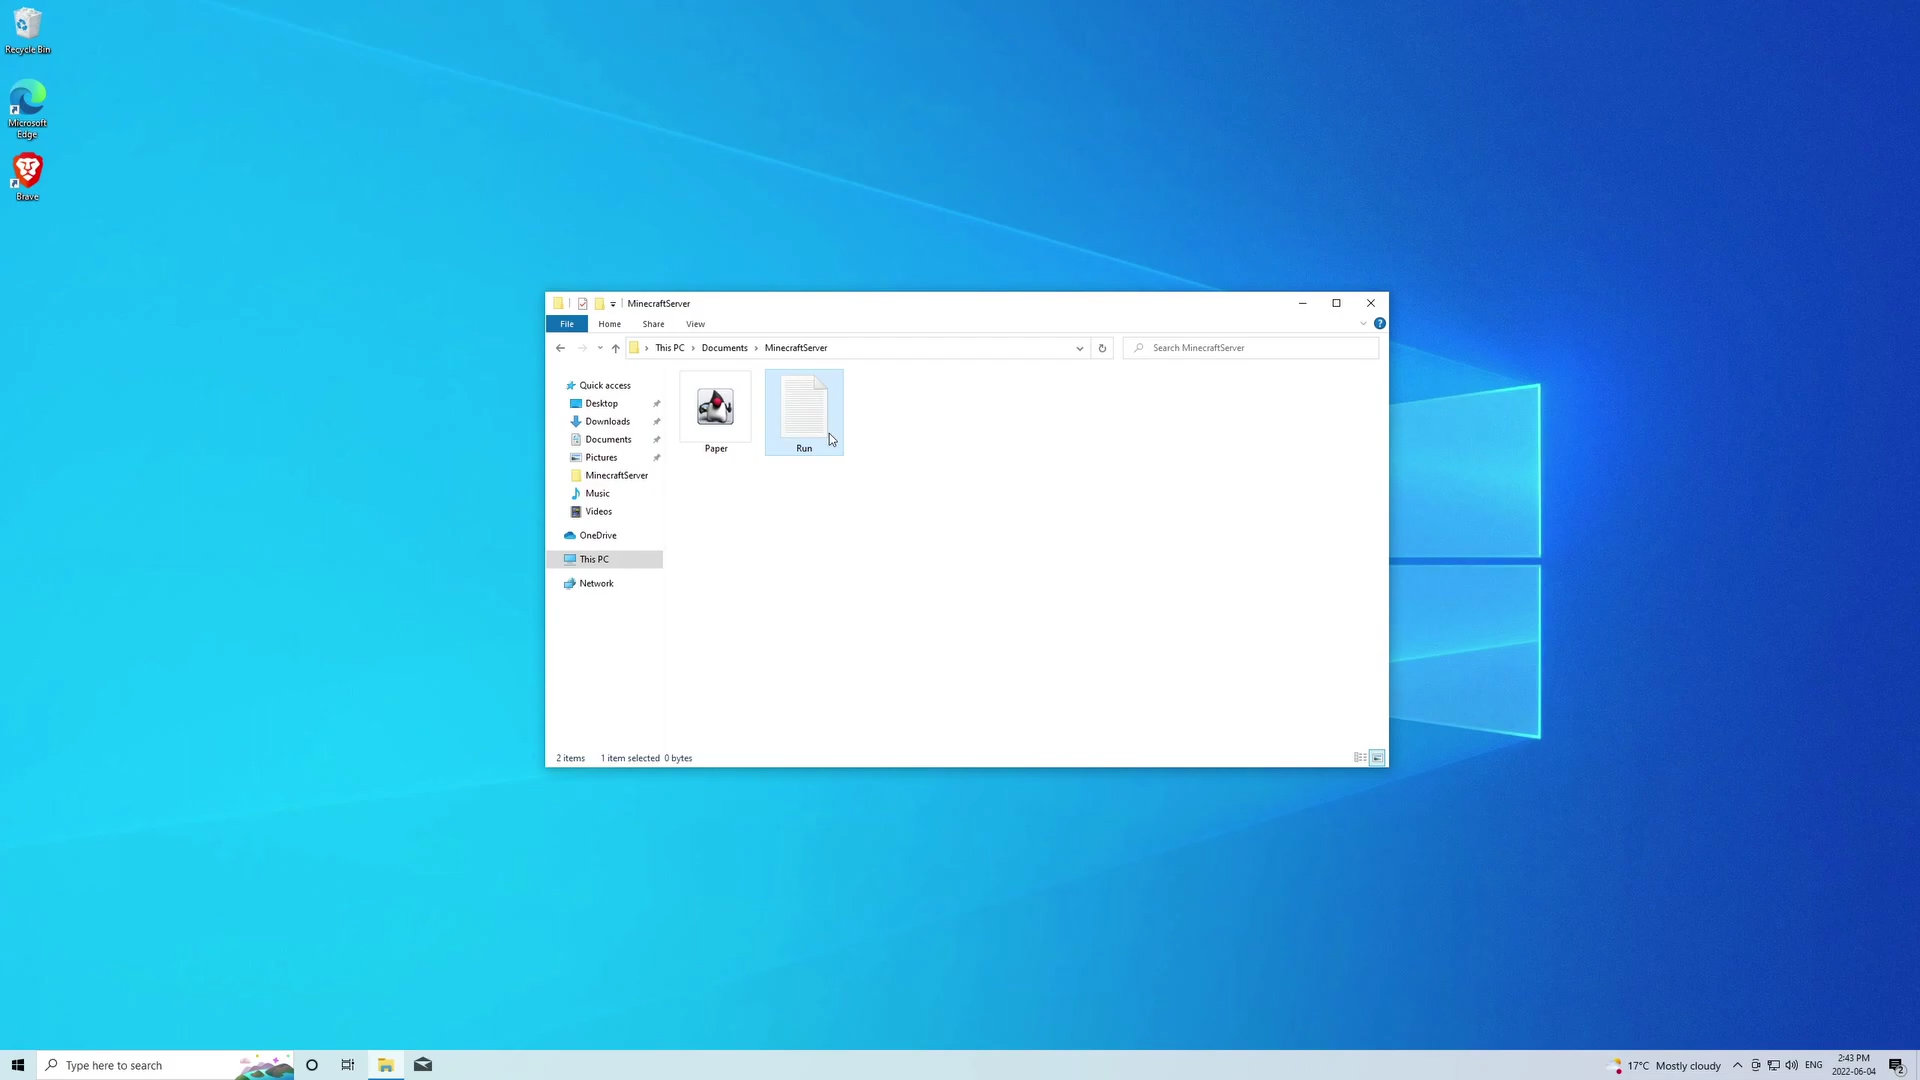 Recycle Bin
Microsoft
Edge
Brave
MinecraftServer
File
Home
Share
View
This PC
Documents
MinecraftServer
Search MinecraftServer
Quick access
Desktop
Downloads
Documents
Pictures
MinecraftServer
Music
Videos
OneDrive
This PC
Network
Paper
Run
2 items
1 item selected 0 bytes
Type here to search
17°C Mostly cloudy
ENG
2:43 PM
2022-06-04
2